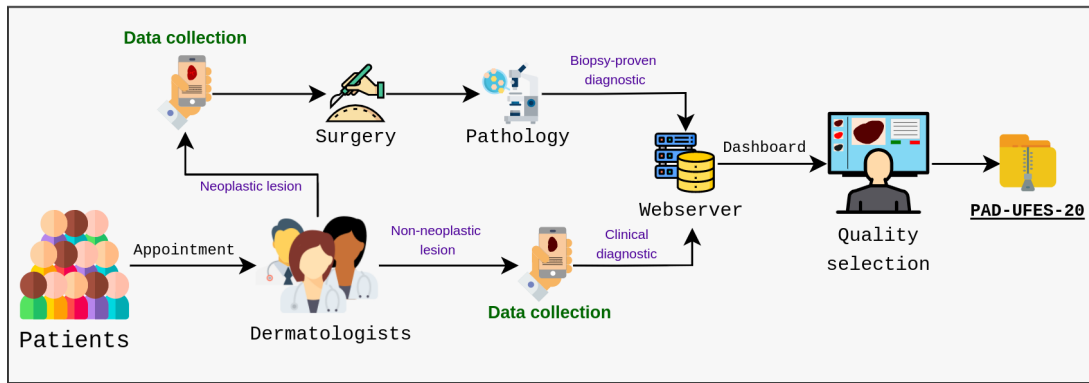 Data collection
Surgery
Pathology
Biopsy-proven
diagnostic
Neoplastic lesion
Patients
Appointment
Dermatologists
Non-neoplastic
lesion
Data collection
Clinical
diagnostic
Webserver
Dashboard
Quality
selection
PAD-UFES-20